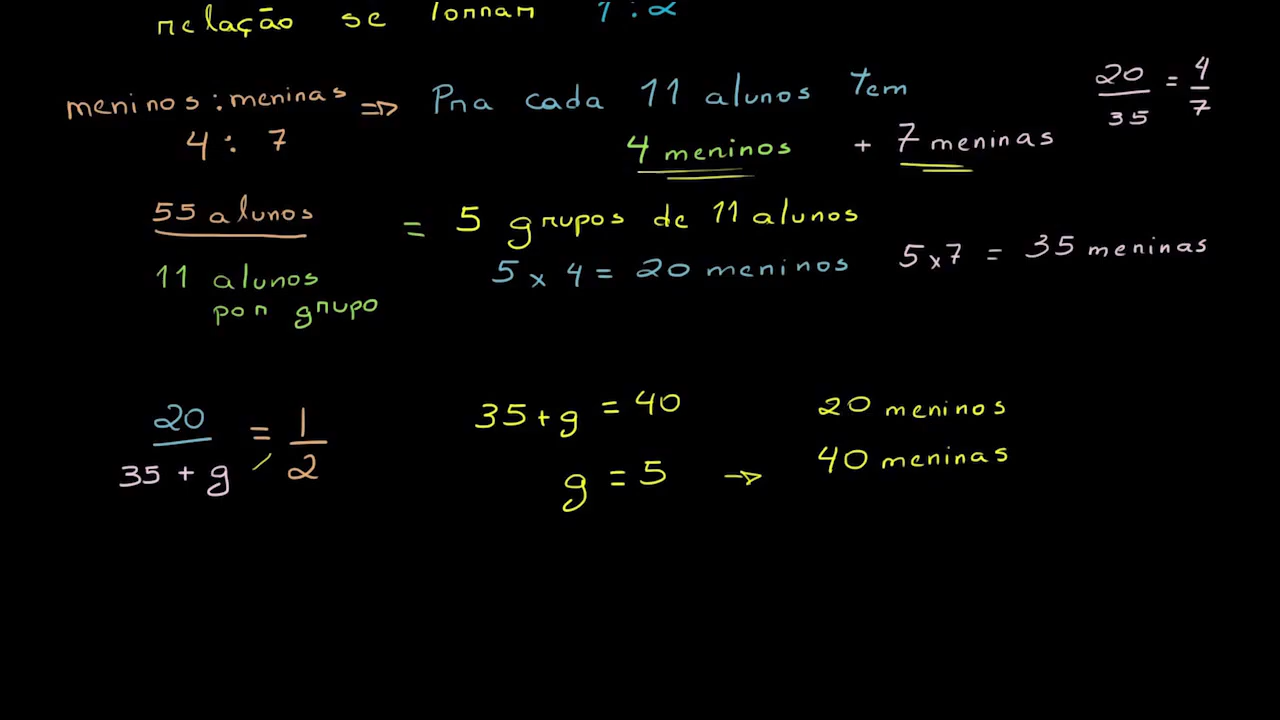 relação se tornar 1 : 2
meninos : meninas => Pra cada 11 alunos tem
4 : 7
4 meninos + 7 meninas
20/35 = 4/7
55 alunos = 5 grupos de 11 alunos
11 alunos
por grupo
5 x 4 = 20 meninos
5 x 7 = 35 meninas
20/(35 + g) = 1/2
35 + g = 40
g = 5 →
20 meninos
40 meninas